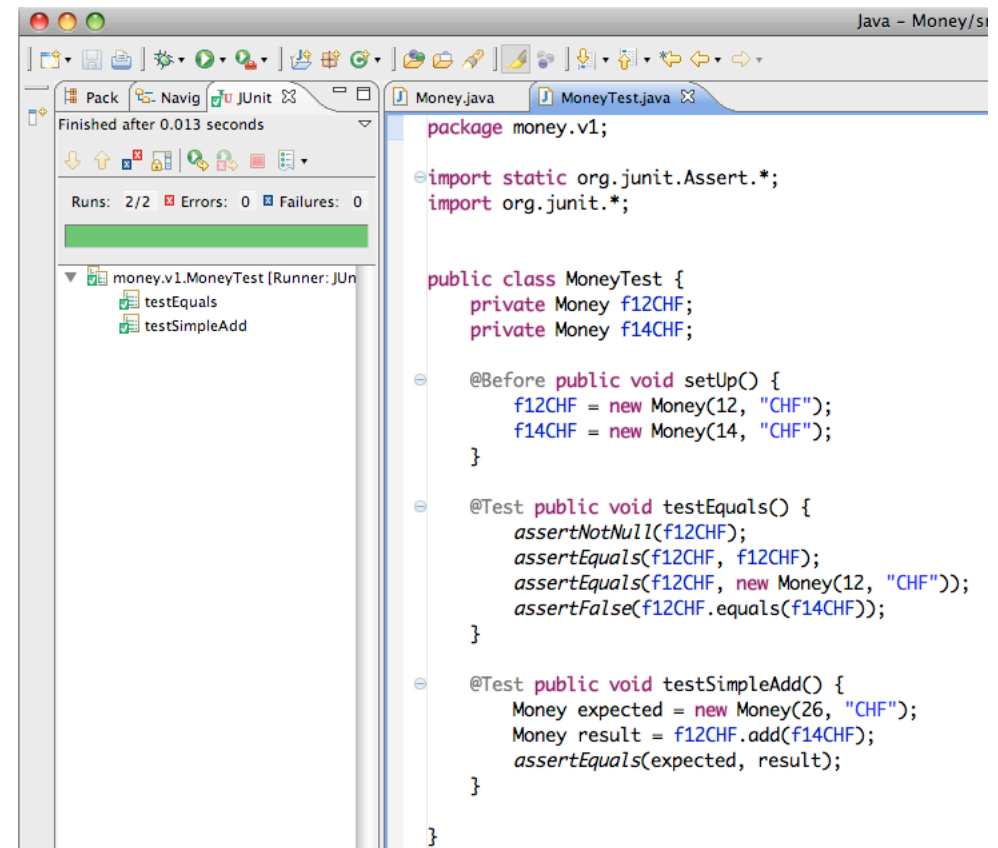 Java – Money/sr
Pack Navig JUnit
Finished after 0.013 seconds
Runs: 2/2 Errors: 0 Failures: 0
money.v1.MoneyTest [Runner: JUn
testEquals
testSimpleAdd
Money.java MoneyTest.java
package money.v1;
import static org.junit.Assert.*;
import org.junit.*;
public class MoneyTest {
private Money f12CHF;
private Money f14CHF;
@Before public void setUp() {
f12CHF = new Money(12, "CHF");
f14CHF = new Money(14, "CHF");
}
@Test public void testEquals() {
assertNotNull(f12CHF);
assertEquals(f12CHF, f12CHF);
assertEquals(f12CHF, new Money(12, "CHF"));
assertFalse(f12CHF.equals(f14CHF));
}
@Test public void testSimpleAdd() {
Money expected = new Money(26, "CHF");
Money result = f12CHF.add(f14CHF);
assertEquals(expected, result);
}
}